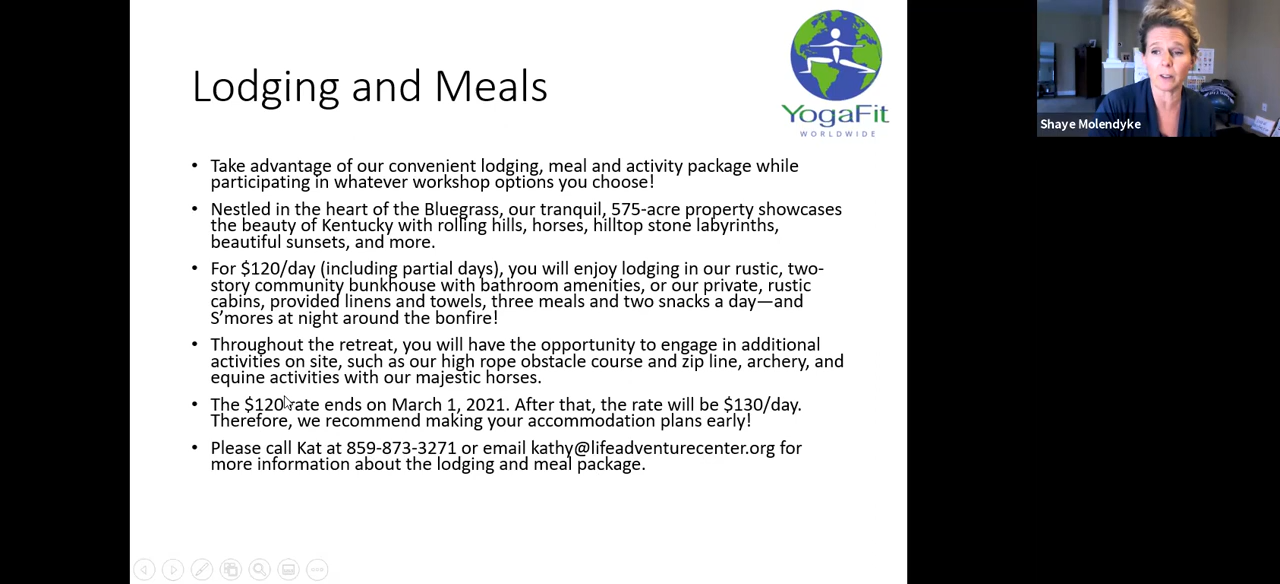 Lodging and Meals
YogaFit
WORLDWIDE
Shaye Molendyke
• Take advantage of our convenient lodging, meal and activity package while
participating in whatever workshop options you choose!
• Nestled in the heart of the Bluegrass, our tranquil, 575-acre property showcases
the beauty of Kentucky with rolling hills, horses, hilltop stone labyrinths,
beautiful sunsets, and more.
• For $120/day (including partial days), you will enjoy lodging in our rustic, two-
story community bunkhouse with bathroom amenities, or our private, rustic
cabins, provided linens and towels, three meals and two snacks a day—and
S’mores at night around the bonfire!
• Throughout the retreat, you will have the opportunity to engage in additional
activities on site, such as our high rope obstacle course and zip line, archery, and
equine activities with our majestic horses.
• The $120 rate ends on March 1, 2021. After that, the rate will be $130/day.
Therefore, we recommend making your accommodation plans early!
• Please call Kat at 859-873-3271 or email kathy@lifeadventurecenter.org for
more information about the lodging and meal package.